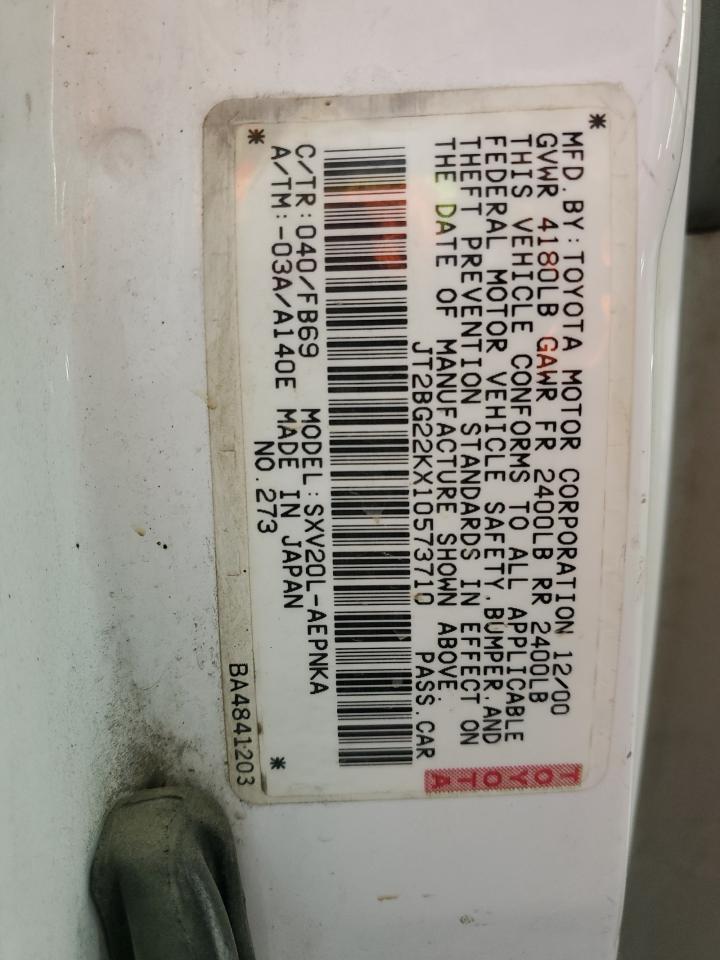 MFD.BY:TOYOTA MOTOR CORPORATION 12/00
GVWR 4180LB GAWR FR 2400LB RR 2400LB
THIS VEHICLE CONFORMS TO ALL APPLICABLE
FEDERAL MOTOR VEHICLE SAFETY,BUMPER,AND
THEFT PREVENTION STANDARDS IN EFFECT ON
THE DATE OF MANUFACTURE SHOWN ABOVE.
JT2BG22KX10573710 PASS.CAR
TOYOTA
C/TR:040/FB69 MODEL:SXV20L-AEPNKA
A/TM:-03A/A140E MADE IN JAPAN
NO.273
BA4841203